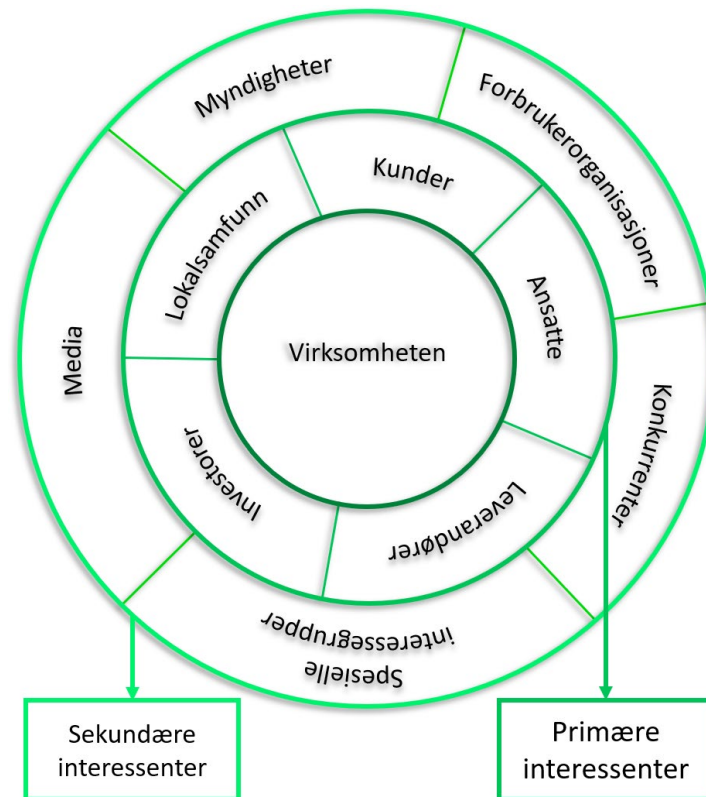 Myndigheter
Forbrukerorganisasjoner
Kunder
Lokalsamfunn
Ansatte
Virksomheten
Media
Konkurrenter
Investorer
Leverandører
Spesielle
interessegrupper
Sekundære
interessenter
Primære
interessenter